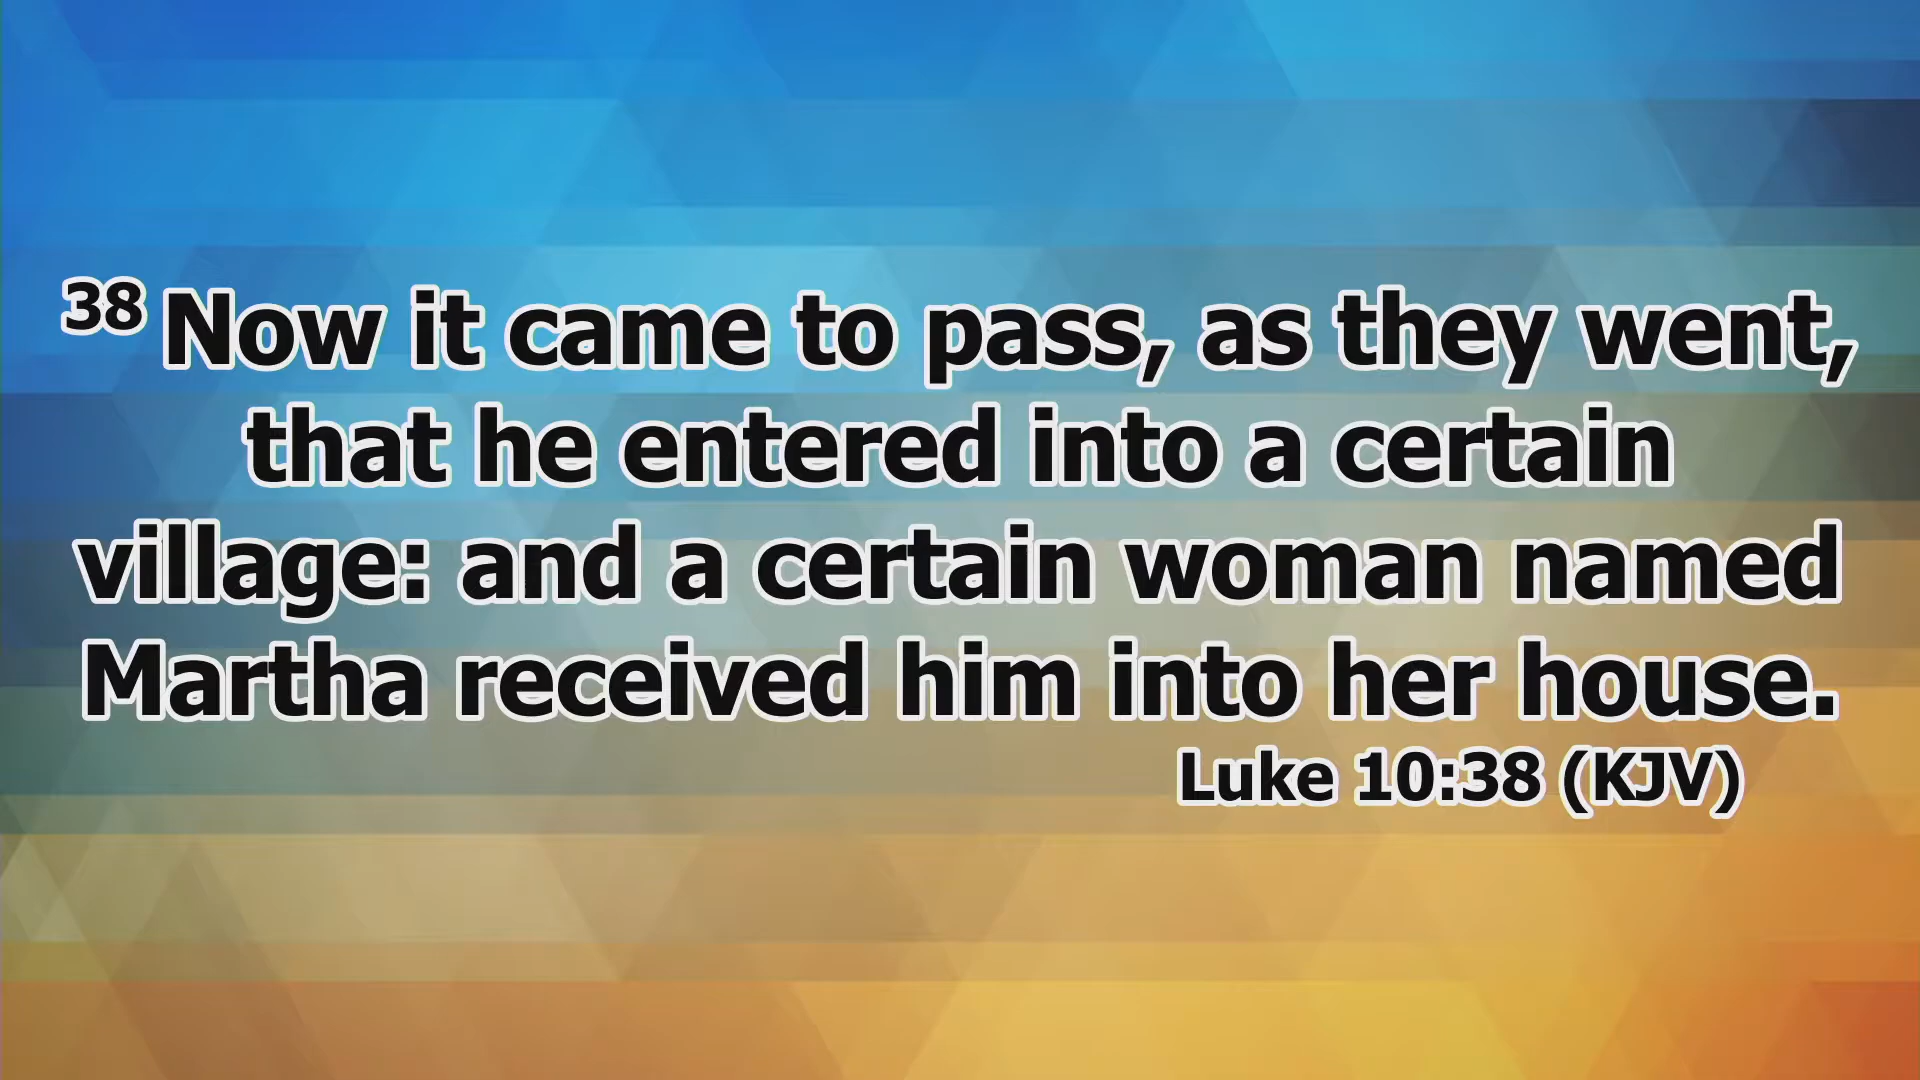 38 Now it came to pass, as they went,
that he entered into a certain
village: and a certain woman named
Martha received him into her house.
Luke 10:38 (KJV)